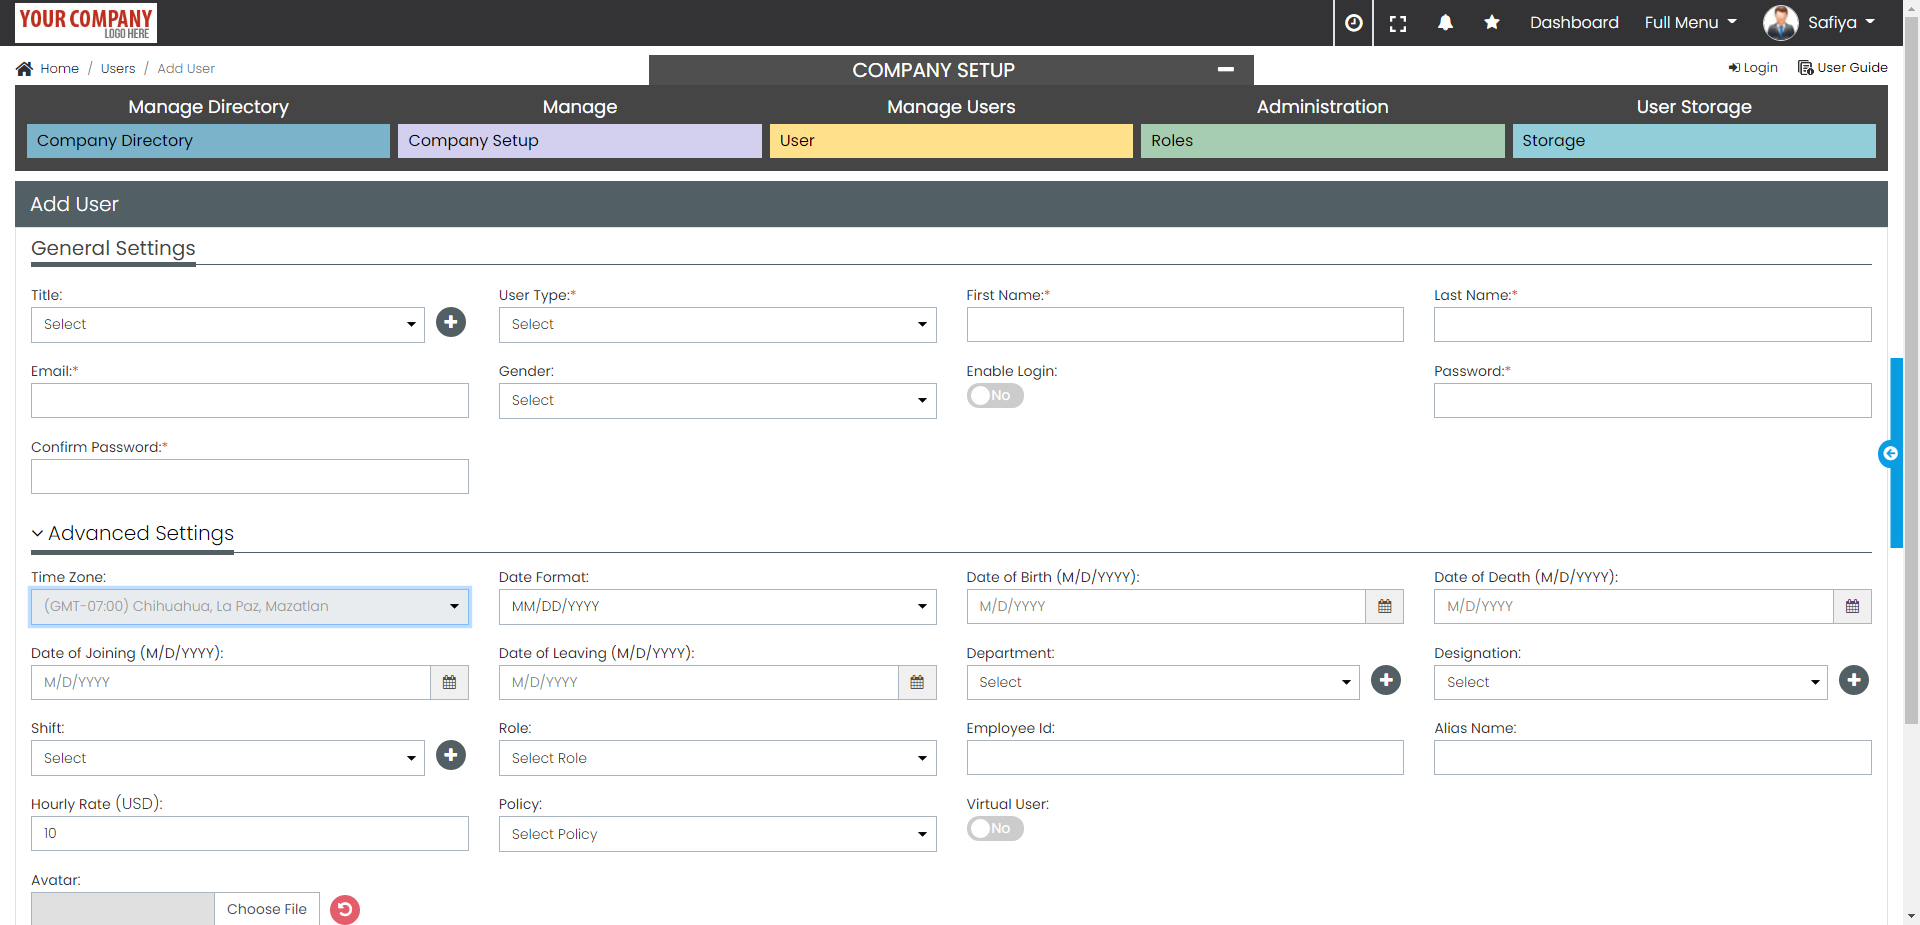 YOUR COMPANY
LOGO HERE
Dashboard Full Menu Safiya
Home / Users / Add User
COMPANY SETUP
Login User Guide
Manage Directory Manage Manage Users Administration User Storage
Company Directory Company Setup User Roles Storage
Add User
General Settings
Title: User Type:* First Name:* Last Name:*
Select Select
Email:* Gender: Enable Login: Password:*
Select No
Confirm Password:*
Advanced Settings
Time Zone: Date Format: Date of Birth (M/D/YYYY): Date of Death (M/D/YYYY):
(GMT-07:00) Chihuahua, La Paz, Mazatlan MM/DD/YYYY M/D/YYYY M/D/YYYY
Date of Joining (M/D/YYYY): Date of Leaving (M/D/YYYY): Department: Designation:
M/D/YYYY M/D/YYYY Select Select
Shift: Role: Employee Id: Alias Name:
Select Select Role
Hourly Rate (USD): Policy: Virtual User:
10 Select Policy No
Avatar:
Choose File